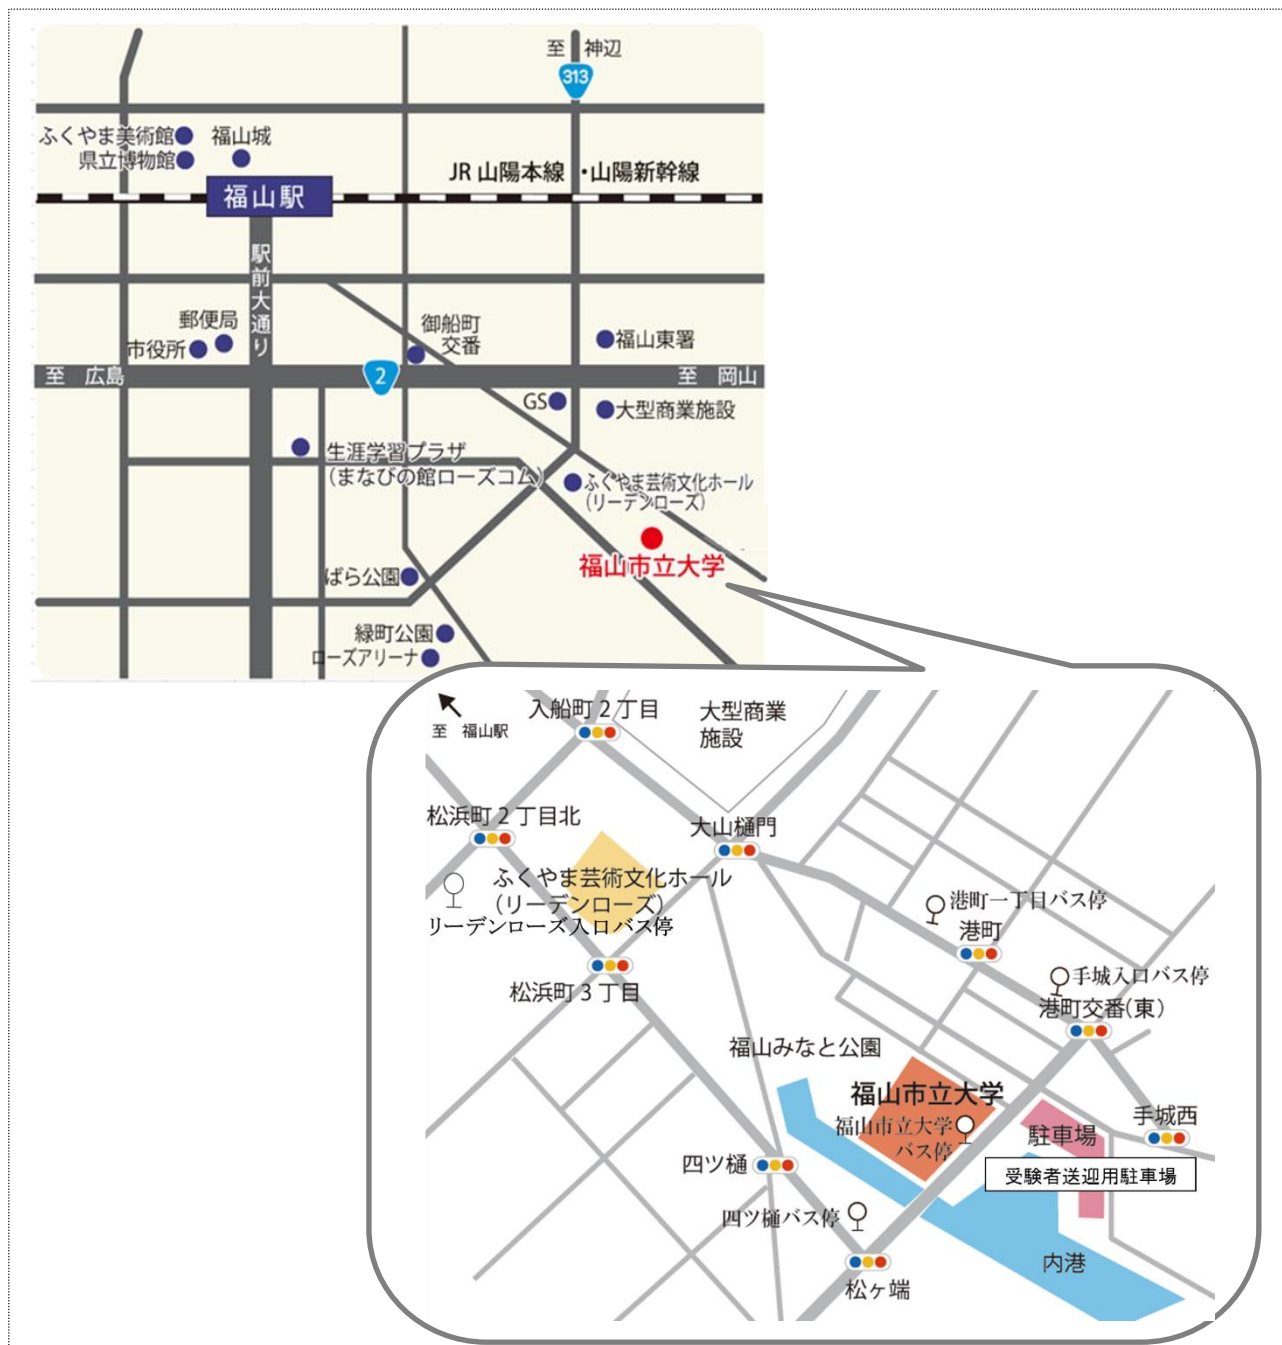 至 神辺
313
ふくやま美術館
福山城
県立博物館
JR 山陽本線 ・山陽新幹線
福山駅
駅前大通り
郵便局
御船町
交番
市役所
福山東署
至 広島
2
至 岡山
GS
大型商業施設
生涯学習プラザ
(まなびの館ローズコム)
ふくやま芸術文化ホール
(リーデンローズ)
福山市立大学
ばら公園
緑町公園
ローズアリーナ
至 福山駅
入船町 2 丁目
大型商業
施設
松浜町 2 丁目北
大山樋門
ふくやま芸術文化ホール
(リーデンローズ)
リーデンローズ入口バス停
港町一丁目バス停
港町
松浜町 3 丁目
手城入口バス停
港町交番(東)
福山みなと公園
福山市立大学
福山市立大学
バス停
駐車場
手城西
四ツ樋
受験者送迎用駐車場
四ツ樋バス停
内港
松ヶ端